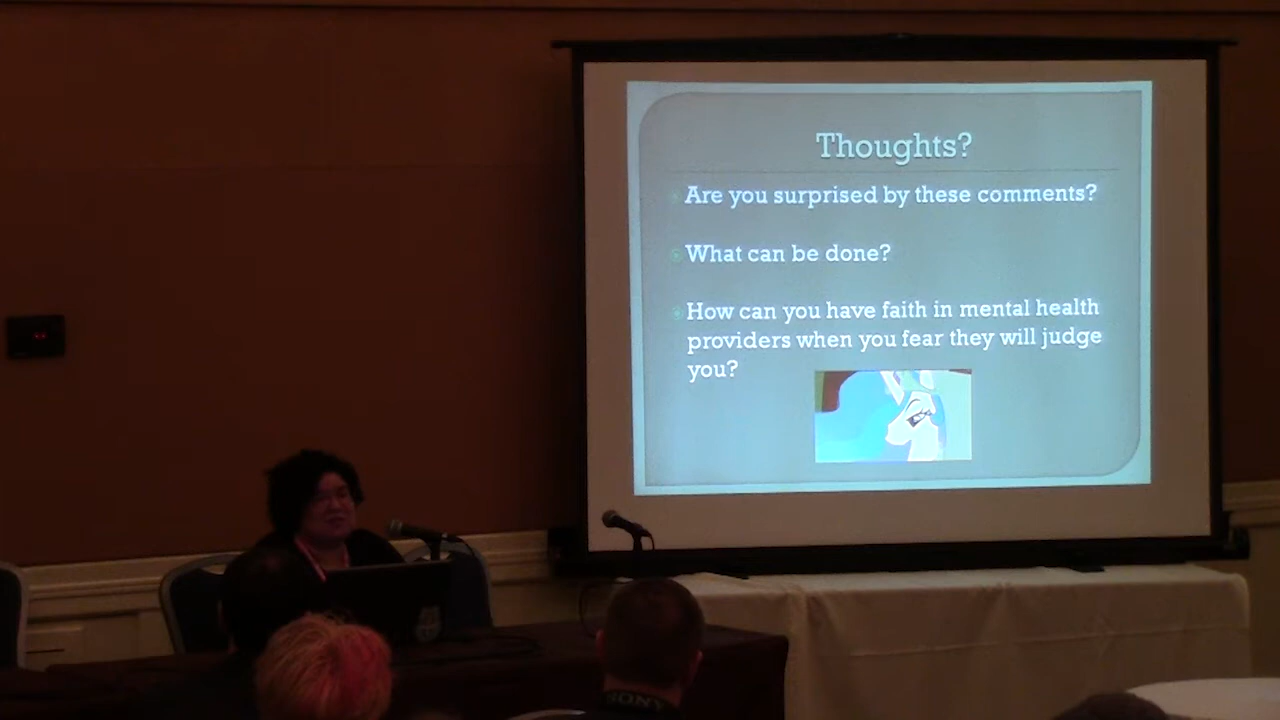 Thoughts?
Are you surprised by these comments?
What can be done?
How can you have faith in mental health
providers when you fear they will judge
you?
SONY